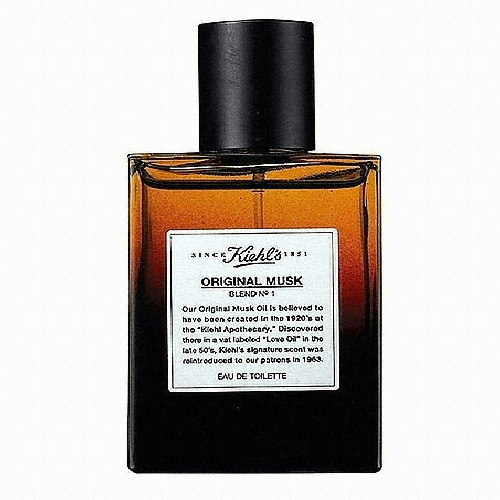 SINCE Kiehl's 1851
ORIGINAL MUSK
BLEND Nº 1
Our Original Musk Oil is believed to
have been created in the 1920's at
the "Kiehl Apothecary." Discovered
there in a vat labeled "Love Oil" in the
late 50's, Kiehl's signature scent was
reintroduced to our patrons in 1963.
EAU DE TOILETTE